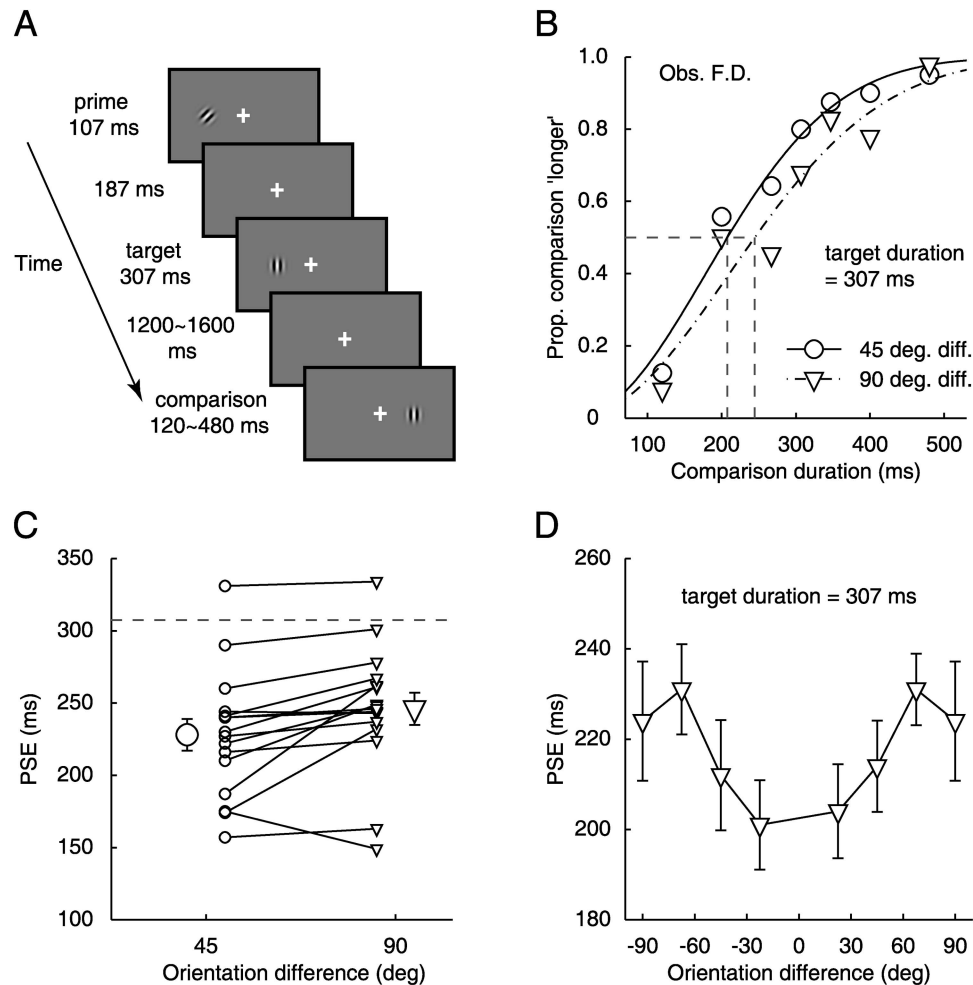 A
prime
107 ms
187 ms
Time
target
307 ms
1200~1600
ms
comparison
120~480 ms
B
Obs. F.D.
Prop. comparison 'longer'
1.0
0.8
0.6
0.4
0.2
0
target duration
= 307 ms
45 deg. diff.
90 deg. diff.
100 200 300 400 500
Comparison duration (ms)
C
PSE (ms)
350
300
250
200
150
100
45 90
Orientation difference (deg)
D
target duration = 307 ms
PSE (ms)
260
240
220
200
180
-90 -60 -30 0 30 60 90
Orientation difference (deg)